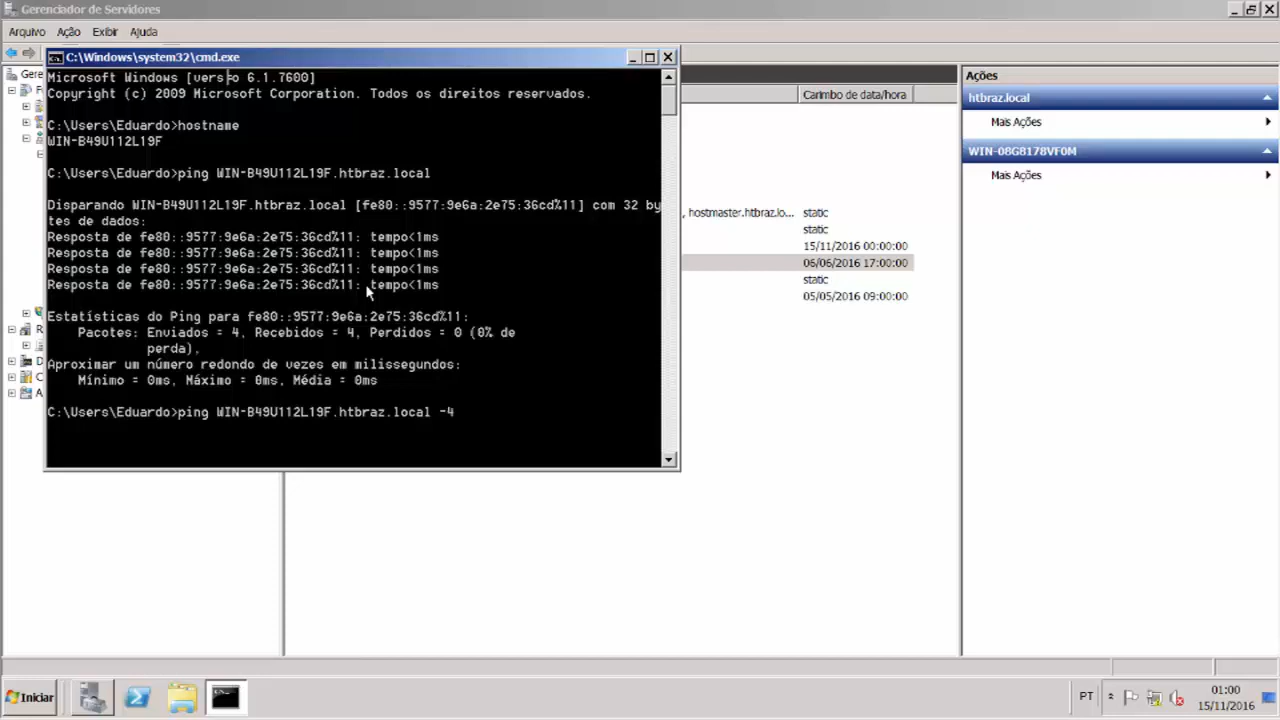 Gerenciador de Servidores
Arquivo Ação Exibir Ajuda
C:\Windows\system32\cmd.exe
Microsoft Windows [vers o 6.1.7600]
Copyright (c) 2009 Microsoft Corporation. Todos os direitos reservados.
C:\Users\Eduardo>hostname
WIN-B49U112L19F
C:\Users\Eduardo>ping WIN-B49U112L19F.htbraz.local
Disparando WIN-B49U112L19F.htbraz.local [fe80::9577:9e6a:2e75:36cd%11] com 32 by
tes de dados:
Resposta de fe80::9577:9e6a:2e75:36cd%11: tempo<1ms
Resposta de fe80::9577:9e6a:2e75:36cd%11: tempo<1ms
Resposta de fe80::9577:9e6a:2e75:36cd%11: tempo<1ms
Resposta de fe80::9577:9e6a:2e75:36cd%11: tempo<1ms
Estatísticas do Ping para fe80::9577:9e6a:2e75:36cd%11:
Pacotes: Enviados = 4, Recebidos = 4, Perdidos = 0 (0% de
perda),
Aproximar um número redondo de vezes em milissegundos:
Mínimo = 0ms, Máximo = 0ms, Média = 0ms
C:\Users\Eduardo>ping WIN-B49U112L19F.htbraz.local -4
Gere
F
R
D
C
A
Carimbo de data/hora
, hostmaster.htbraz.lo... static
static
15/11/2016 00:00:00
06/06/2016 17:00:00
static
05/05/2016 09:00:00
Ações
htbraz.local
Mais Ações
WIN-08G8178VF0M
Mais Ações
Iniciar
PT
01:00
15/11/2016